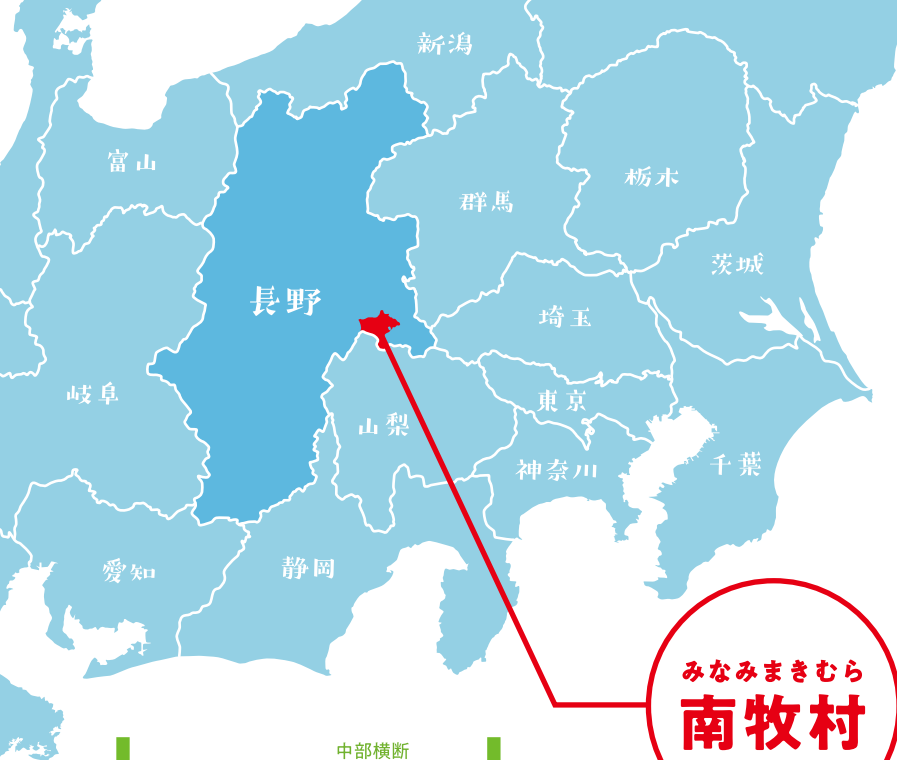 新潟
富山
栃木
群馬
茨城
長野
埼玉
岐阜
東京
山梨
千葉
神奈川
愛知
静岡
みなみまきむら
南牧村
中部横断